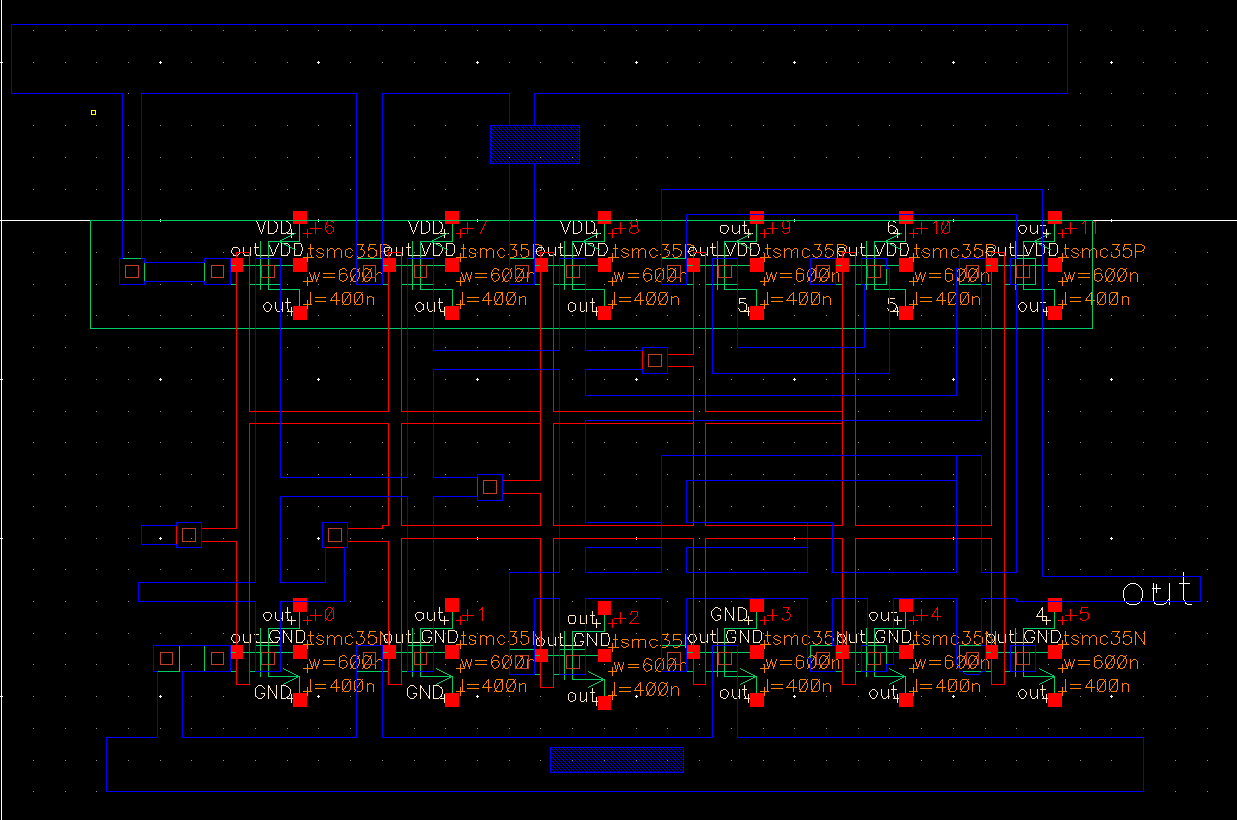 VDD +6 VDD +7 VDD +8 out +9 6 +10 out +11
out VDD tsmc35P out VDD tsmc35P out VDD tsmc35P out VDD tsmc35P out VDD tsmc35P out VDD tsmc35P
w=600n w=600n w=600n w=600n w=600n w=600n
l=400n l=400n l=400n l=400n l=400n l=400n
out out out 5 5 out
out
out +0 out +1 out +2 GND +3 out +4 4 +5
out GND tsmc35N out GND tsmc35N out GND tsmc35N out GND tsmc35N out GND tsmc35N out GND tsmc35N
w=600n w=600n w=600n w=600n w=600n w=600n
l=400n l=400n l=400n l=400n l=400n l=400n
GND GND out out out out